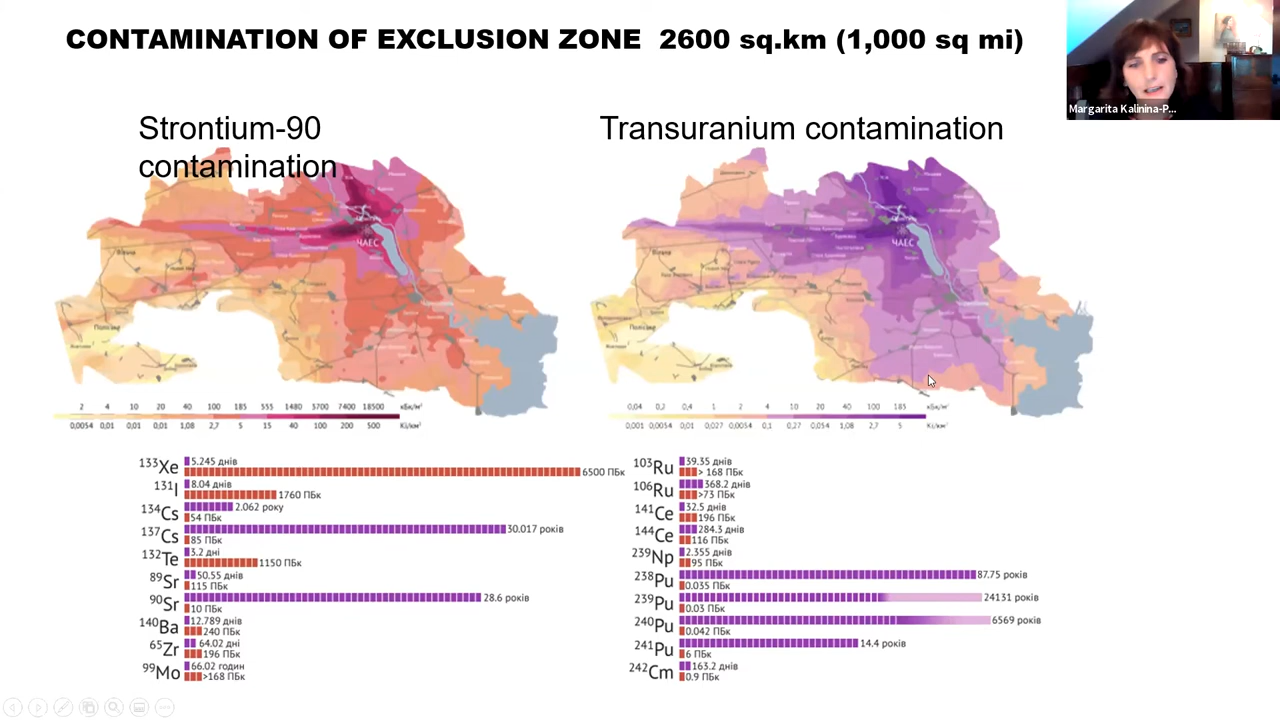 CONTAMINATION OF EXCLUSION ZONE 2600 sq.km (1,000 sq mi)
Margarita Kalinina-P...
Strontium-90
contamination
Transuranium contamination
ЧАЕС
ЧАЕС
Поліське
2 4 10 20 40 100 185 555 1480 3700 7400 18500 кБк/м²
0,0054 0,01 0,01 0,01 1,08 2,7 5 15 40 100 200 500 Кі/км²
0,04 0,2 0,4 1 2 4 10 20 40 100 185 кБк/м²
0,001 0,0054 0,01 0,027 0,0054 0,1 0,27 0,054 1,08 2,7 5 Кі/км²
133Xe 5.245 днів
6500 ПБк
131I 8.04 днів
1760 ПБк
134Cs 2.062 року
54 ПБк
137Cs 30.017 років
85 ПБк
132Te 3.2 дні
1150 ПБк
89Sr 50.55 днів
115 ПБк
90Sr 28.6 років
10 ПБк
140Ba 12.789 днів
240 ПБк
65Zr 64.02 дні
196 ПБк
99Mo 66.02 годин
>168 ПБк
103Ru 39.35 днів
> 168 ПБк
106Ru 368.2 днів
>73 ПБк
141Ce 32.5 днів
196 ПБк
144Ce 284.3 днів
116 ПБк
239Np 2.355 днів
95 ПБк
238Pu 87.75 років
0.035 ПБк
239Pu 24131 років
0.03 ПБк
240Pu 6569 років
0.042 ПБк
241Pu 14.4 років
6 ПБк
242Cm 163.2 днів
0.9 ПБк